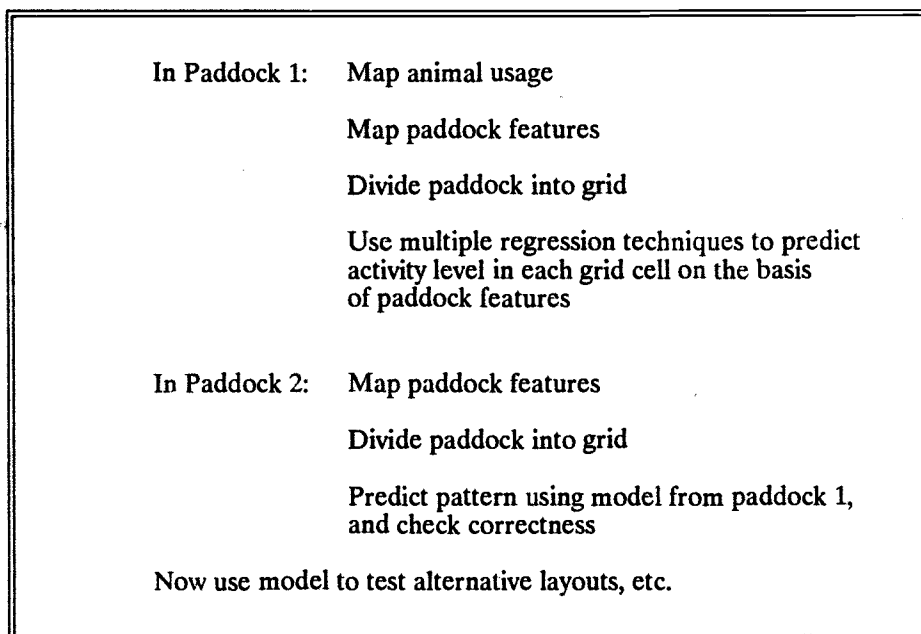 In Paddock 1: Map animal usage
Map paddock features
Divide paddock into grid
Use multiple regression techniques to predict
activity level in each grid cell on the basis
of paddock features
In Paddock 2: Map paddock features
Divide paddock into grid
Predict pattern using model from paddock 1,
and check correctness
Now use model to test alternative layouts, etc.